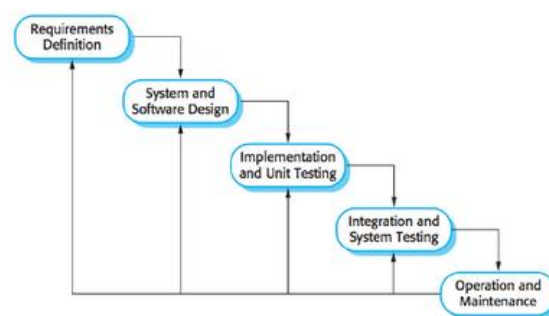 Requirements
Definition
System and
Software Design
Implementation
and Unit Testing
Integration and
System Testing
Operation and
Maintenance